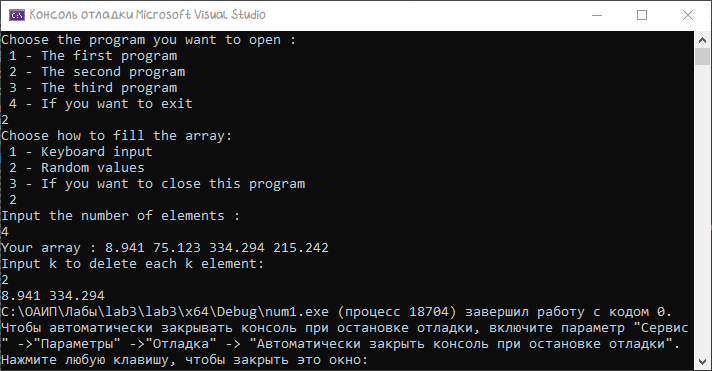 Консоль отладки Microsoft Visual Studio
Choose the program you want to open :
1 - The first program
2 - The second program
3 - The third program
4 - If you want to exit
2
Choose how to fill the array:
1 - Keyboard input
2 - Random values
3 - If you want to close this program
2
Input the number of elements :
4
Your array : 8.941 75.123 334.294 215.242
Input k to delete each k element:
2
8.941 334.294
C:\ОАИП\Лабы\lab3\lab3\x64\Debug\num1.exe (процесс 18704) завершил работу с кодом 0.
Чтобы автоматически закрывать консоль при остановке отладки, включите параметр "Сервис
" ->"Параметры" ->"Отладка" -> "Автоматически закрыть консоль при остановке отладки".
Нажмите любую клавишу, чтобы закрыть это окно: